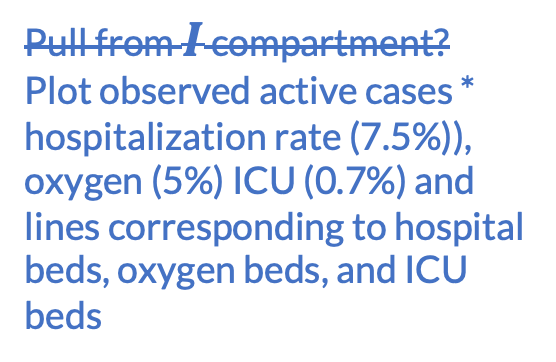 Pull from I compartment?
Plot observed active cases *
hospitalization rate (7.5%)),
oxygen (5%) ICU (0.7%) and
lines corresponding to hospital
beds, oxygen beds, and ICU
beds